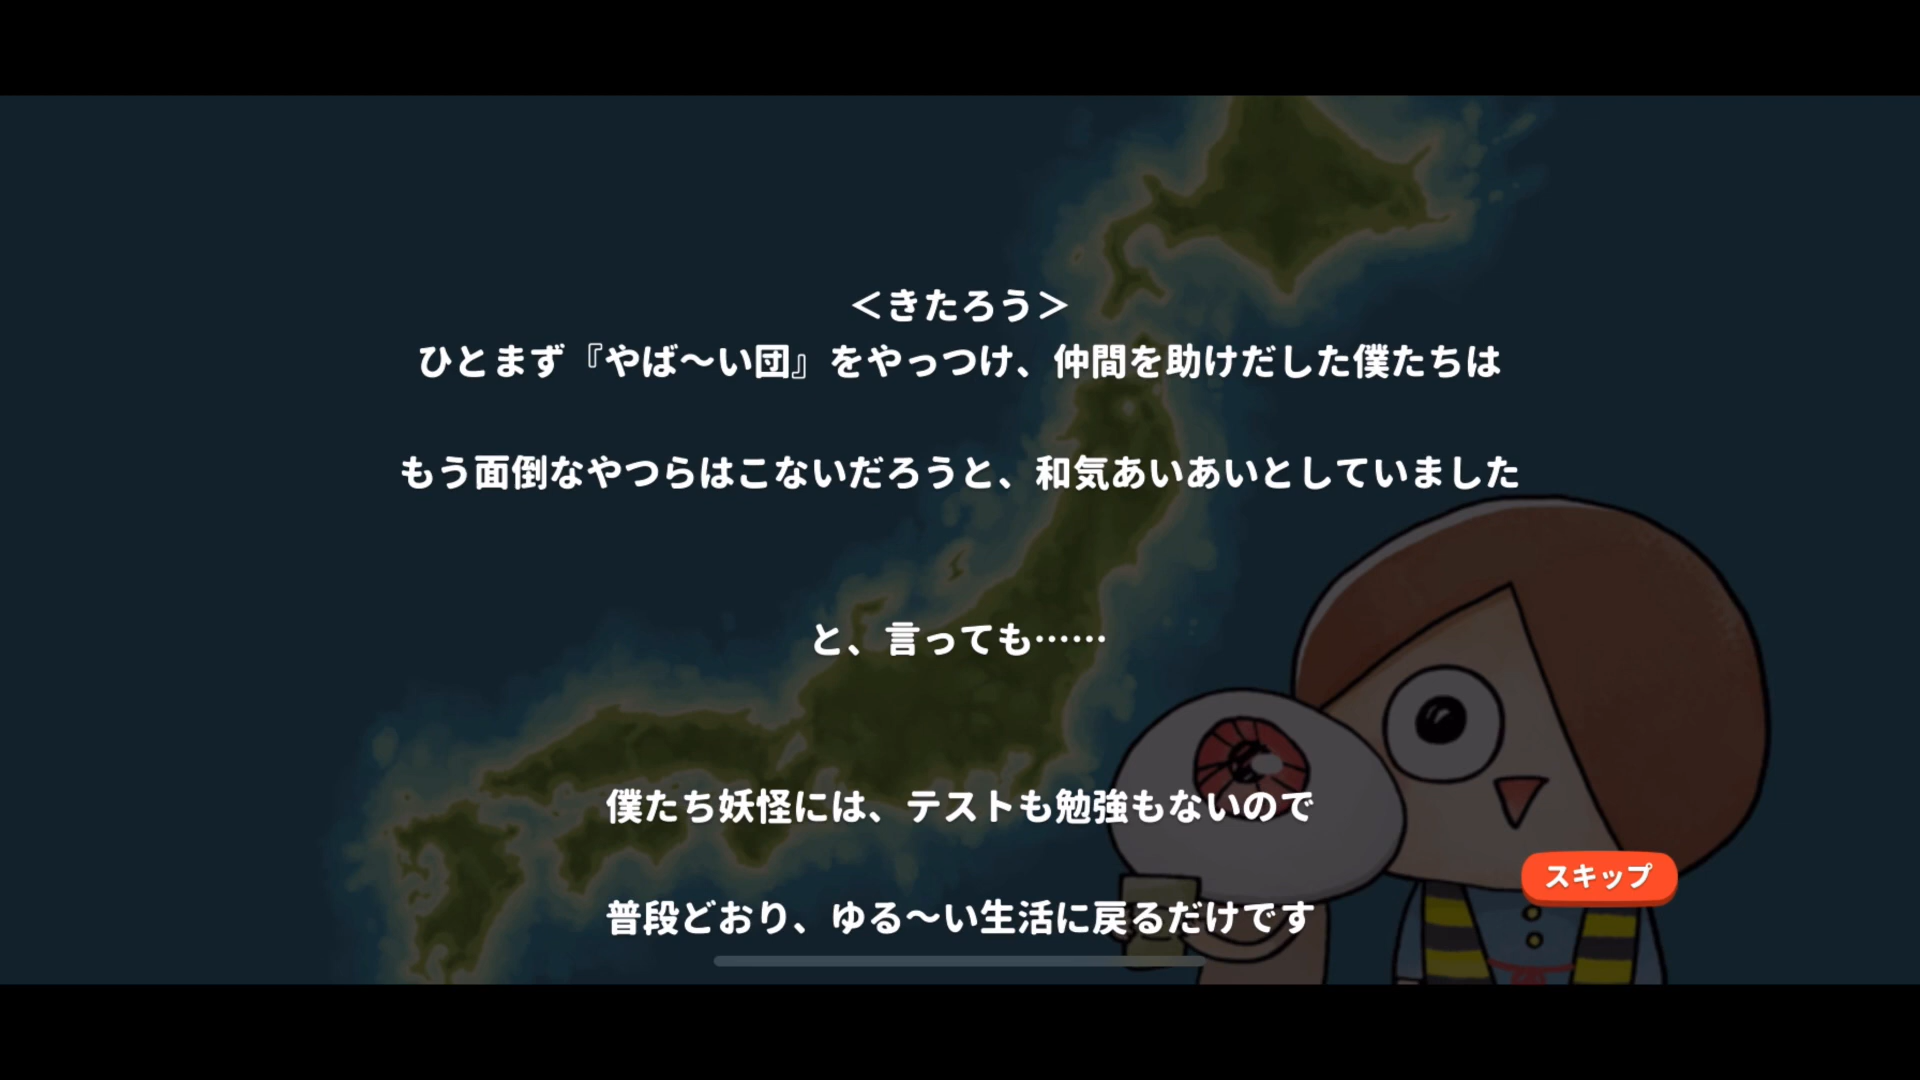 ＜きたろう＞
ひとまず『やば～い団』をやっつけ、仲間を助けだした僕たちは
もう面倒なやつらはこないだろうと、和気あいあいとしていました
と、言っても……
僕たち妖怪には、テストも勉強もないので
普段どおり、ゆる～い生活に戻るだけです
スキップ